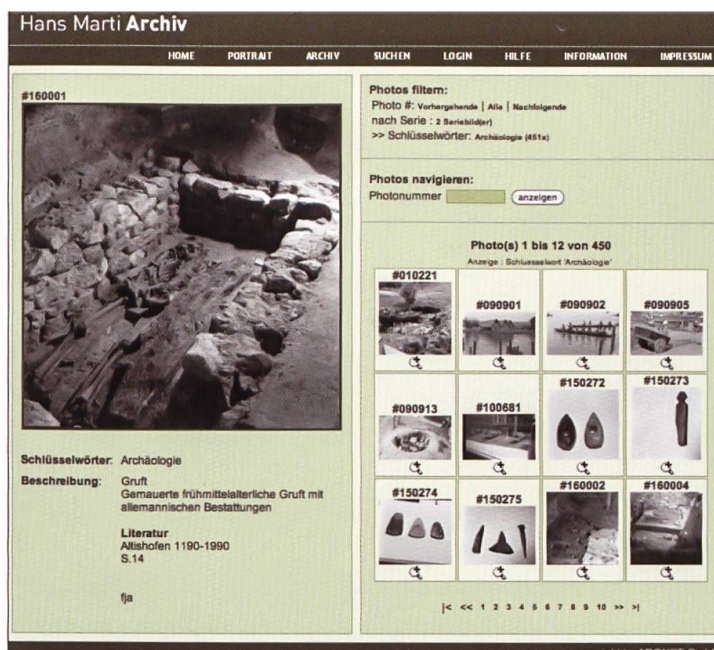 Hans Marti Archiv
HOME PORTRAIT ARCHIV SUCHEN LOGIN HILFE INFORMATION IMPRESSUM
#160001
Schlüsselwörter: Archäologie
Beschreibung: Gruft
Gemauerte frühmittelalterliche Gruft mit
allemannischen Bestattungen
Literatur
Altishofen 1190-1990
S.14
fja
Photos filtern:
Photo #: Vorhergehende | Alle | Nachfolgende
nach Serie : 2 Seriebild(er)
>> Schlüsselwörter: Archäologie (451x)
Photos navigieren:
Photonummer anzeigen
Photo(s) 1 bis 12 von 450
Anzeige : Schluesselwort 'Archäologie'
#010221 #090901 #090902 #090905
#090913 #100681 #150272 #150273
#150274 #150275 #160002 #160004
|< << 1 2 3 4 5 6 7 8 9 10 >> >|